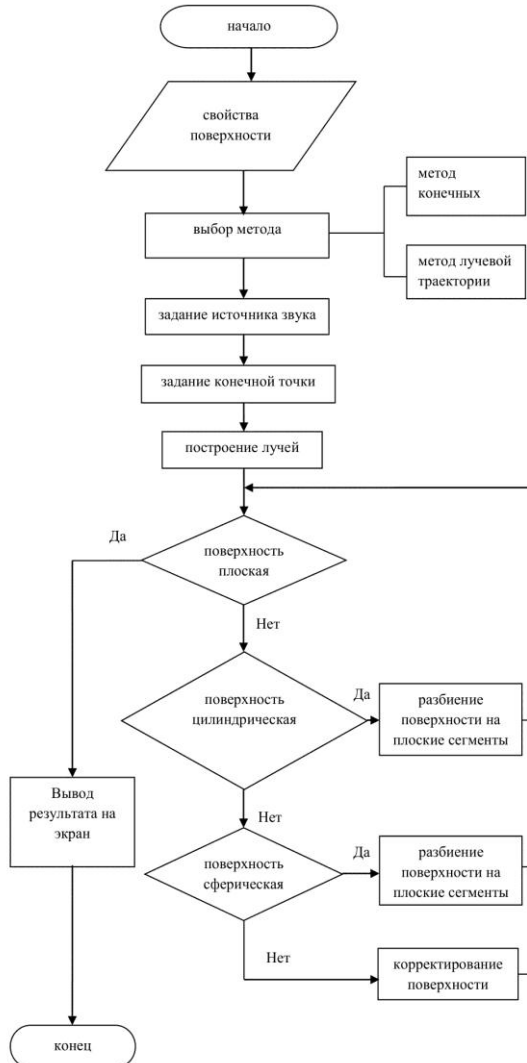 начало
свойства
поверхности
выбор метода
метод
конечных
метод лучевой
траектории
задание источника звука
задание конечной точки
построение лучей
Да
поверхность
плоская
Нет
поверхность
цилиндрическая
Да
разбиение
поверхности на
плоские сегменты
Вывод
результата на
экран
Нет
поверхность
сферическая
Да
разбиение
поверхности на
плоские сегменты
Нет
корректирование
поверхности
конец